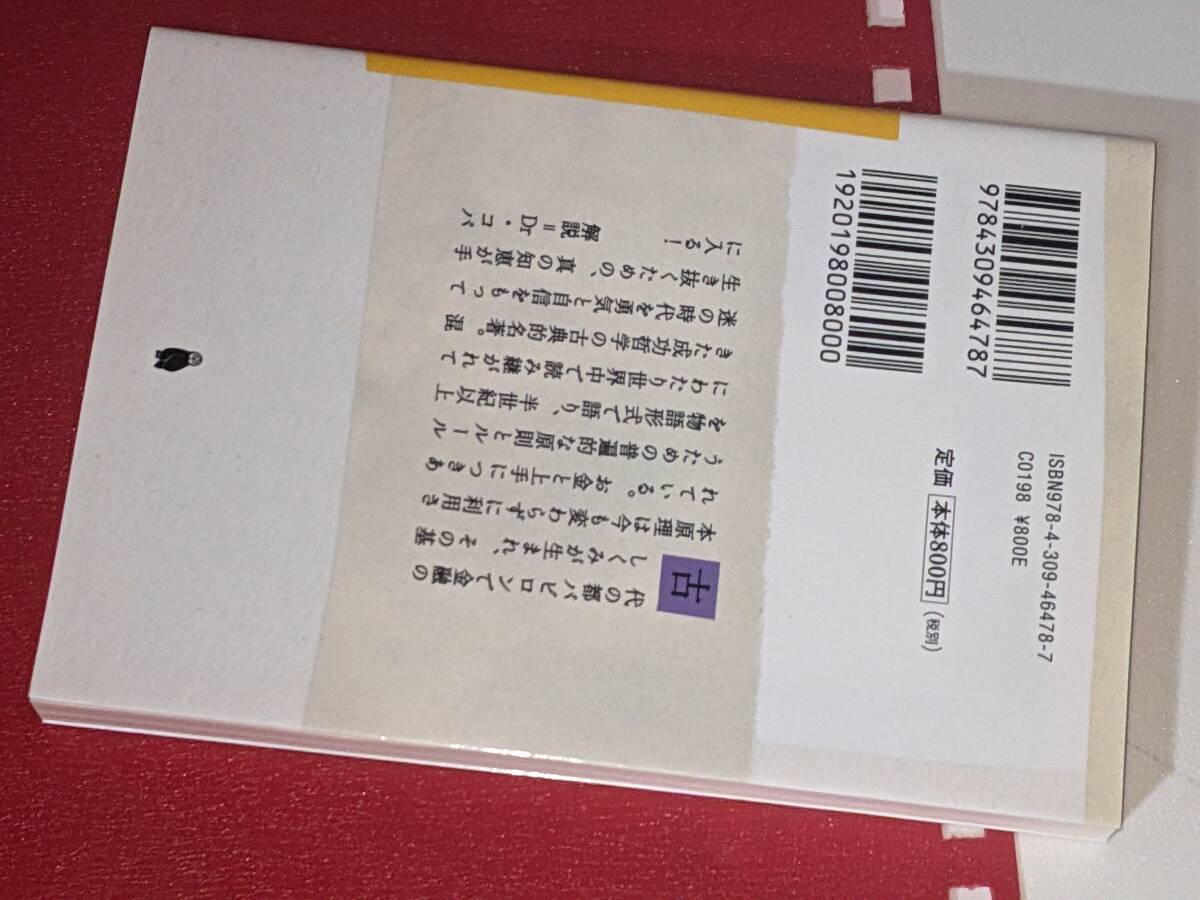 9784309464787
1920198008000
ISBN978-4-309-46478-7
C0198 ¥800E
定価 本体800円 (税別)
古代の都バビロンで金融の
しくみが生まれ、その基
本原理は今も変わらずに利用さ
れている。お金と上手につきあ
うための普遍的な原則とルール
を物語形式で語り、半世紀以上
にわたり世界中で読み継がれて
きた成功哲学の古典的名著。混
迷の時代を勇気と自信をもって
生き抜くための、真の知恵が手
に入る!
解説=Dr・コパ